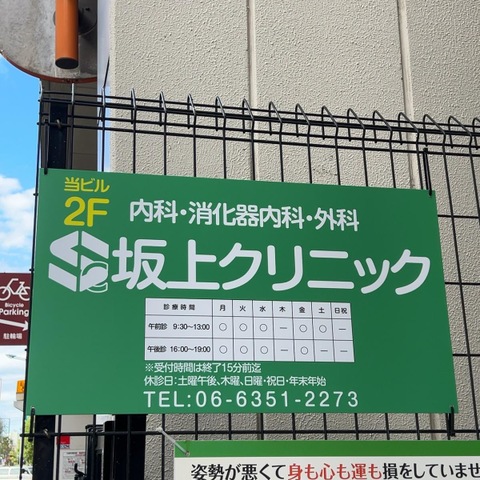 当ビル
2F
内科・消化器内科・外科
坂上クリニック
診療時間 月 火 水 木 金 土 日祝
午前診 9:30〜13:00 ○ ○ ○ ー ○ ○ ー
午後診 16:00〜19:00 ○ ○ ○ ー ○ ー ー
※受付時間は終了15分前迄
休診日:土曜午後、木曜、日曜・祝日・年末年始
TEL:06-6351-2273
Bicycle
Parking
駐輪場
姿勢が悪くて身も心も運も損をしていませ